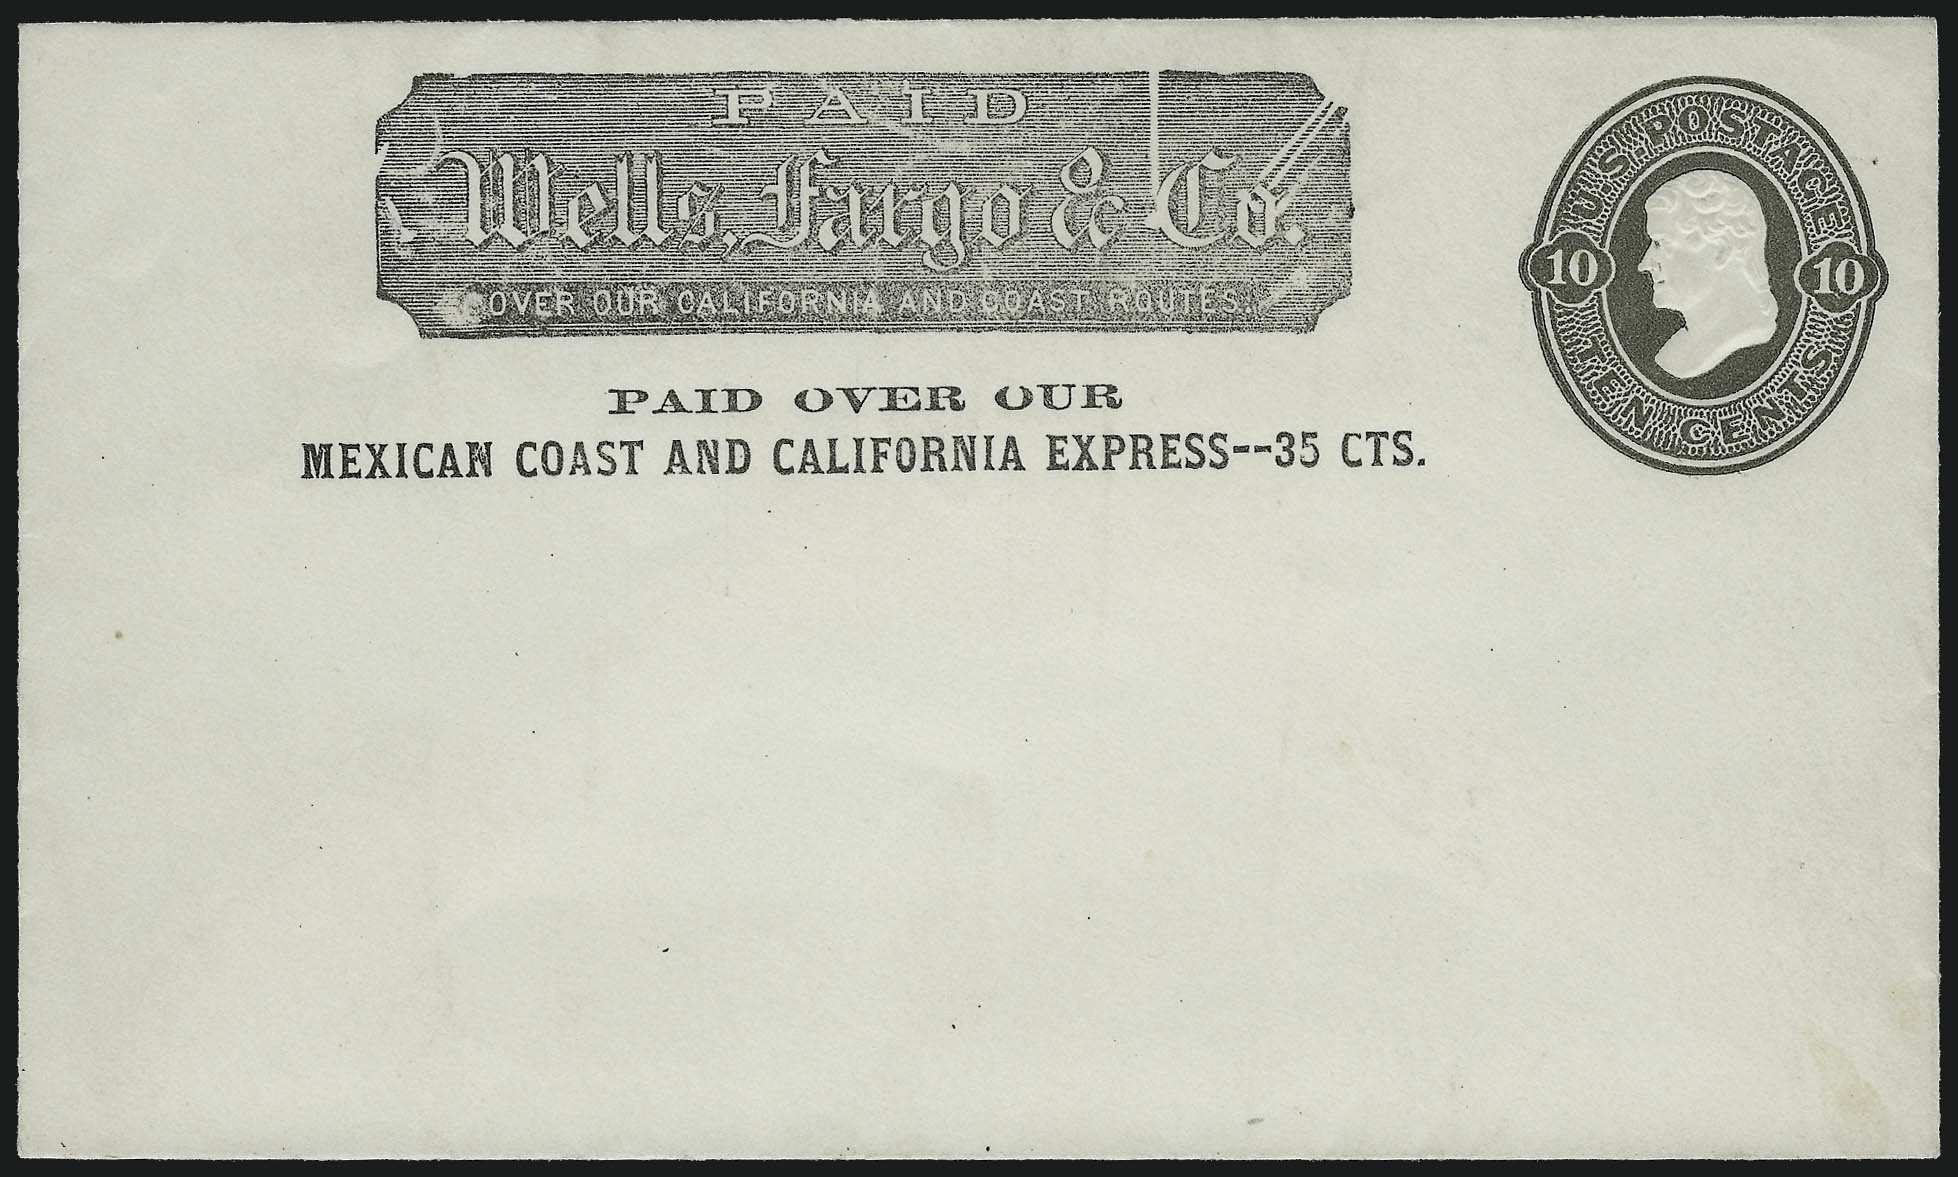 PAID
Wells, Fargo & Co.
OVER OUR CALIFORNIA AND COAST ROUTES.
PAID OVER OUR
MEXICAN COAST AND CALIFORNIA EXPRESS--35 CTS.
U.S. POSTAGE
10 10
TEN CENTS